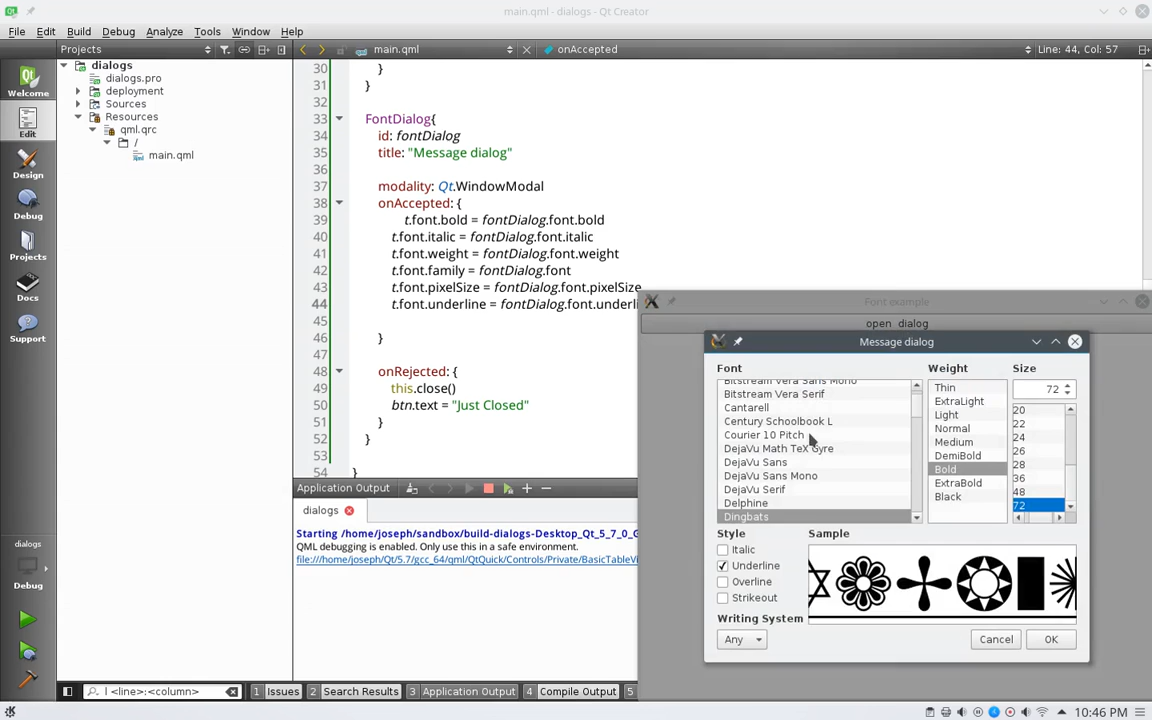 main.qml - dialogs - Qt Creator
File Edit Build Debug Analyze Tools Window Help
Projects
main.qml
onAccepted
Line: 44, Col: 57
Welcome
Edit
Design
Debug
Projects
Docs
Support
dialogs
Debug
dialogs
dialogs.pro
deployment
Sources
Resources
qml.qrc
/
main.qml
30 }
31 }
32
33 FontDialog{
34 id: fontDialog
35 title: "Message dialog"
36
37 modality: Qt.WindowModal
38 onAccepted: {
39 t.font.bold = fontDialog.font.bold
40 t.font.italic = fontDialog.font.italic
41 t.font.weight = fontDialog.font.weight
42 t.font.family = fontDialog.font
43 t.font.pixelSize = fontDialog.font.pixelSize
44 t.font.underline = fontDialog.font.underli
45
46 }
47
48 onRejected: {
49 this.close()
50 btn.text = "Just Closed"
51 }
52 }
53
54 }
Application Output
dialogs
Starting /home/joseph/sandbox/build-dialogs-Desktop_Qt_5_7_0_G
QML debugging is enabled. Only use this in a safe environment.
file:///home/joseph/Qt/5.7/gcc_64/qml/QtQuick/Controls/Private/BasicTableVi
Font example
open dialog
Message dialog
Font
Bitstream Vera Sans Mono
Bitstream Vera Serif
Cantarell
Century Schoolbook L
Courier 10 Pitch
DejaVu Math TeX Gyre
DejaVu Sans
DejaVu Sans Mono
DejaVu Serif
Delphine
Dingbats
Weight
Thin
ExtraLight
Light
Normal
Medium
DemiBold
Bold
ExtraBold
Black
Size
72
20
22
24
26
28
36
48
72
Style
Italic
Underline
Overline
Strikeout
Sample
Writing System
Any
Cancel
OK
l <line>:<column>
1 Issues
2 Search Results
3 Application Output
4 Compile Output
5
10:46 PM